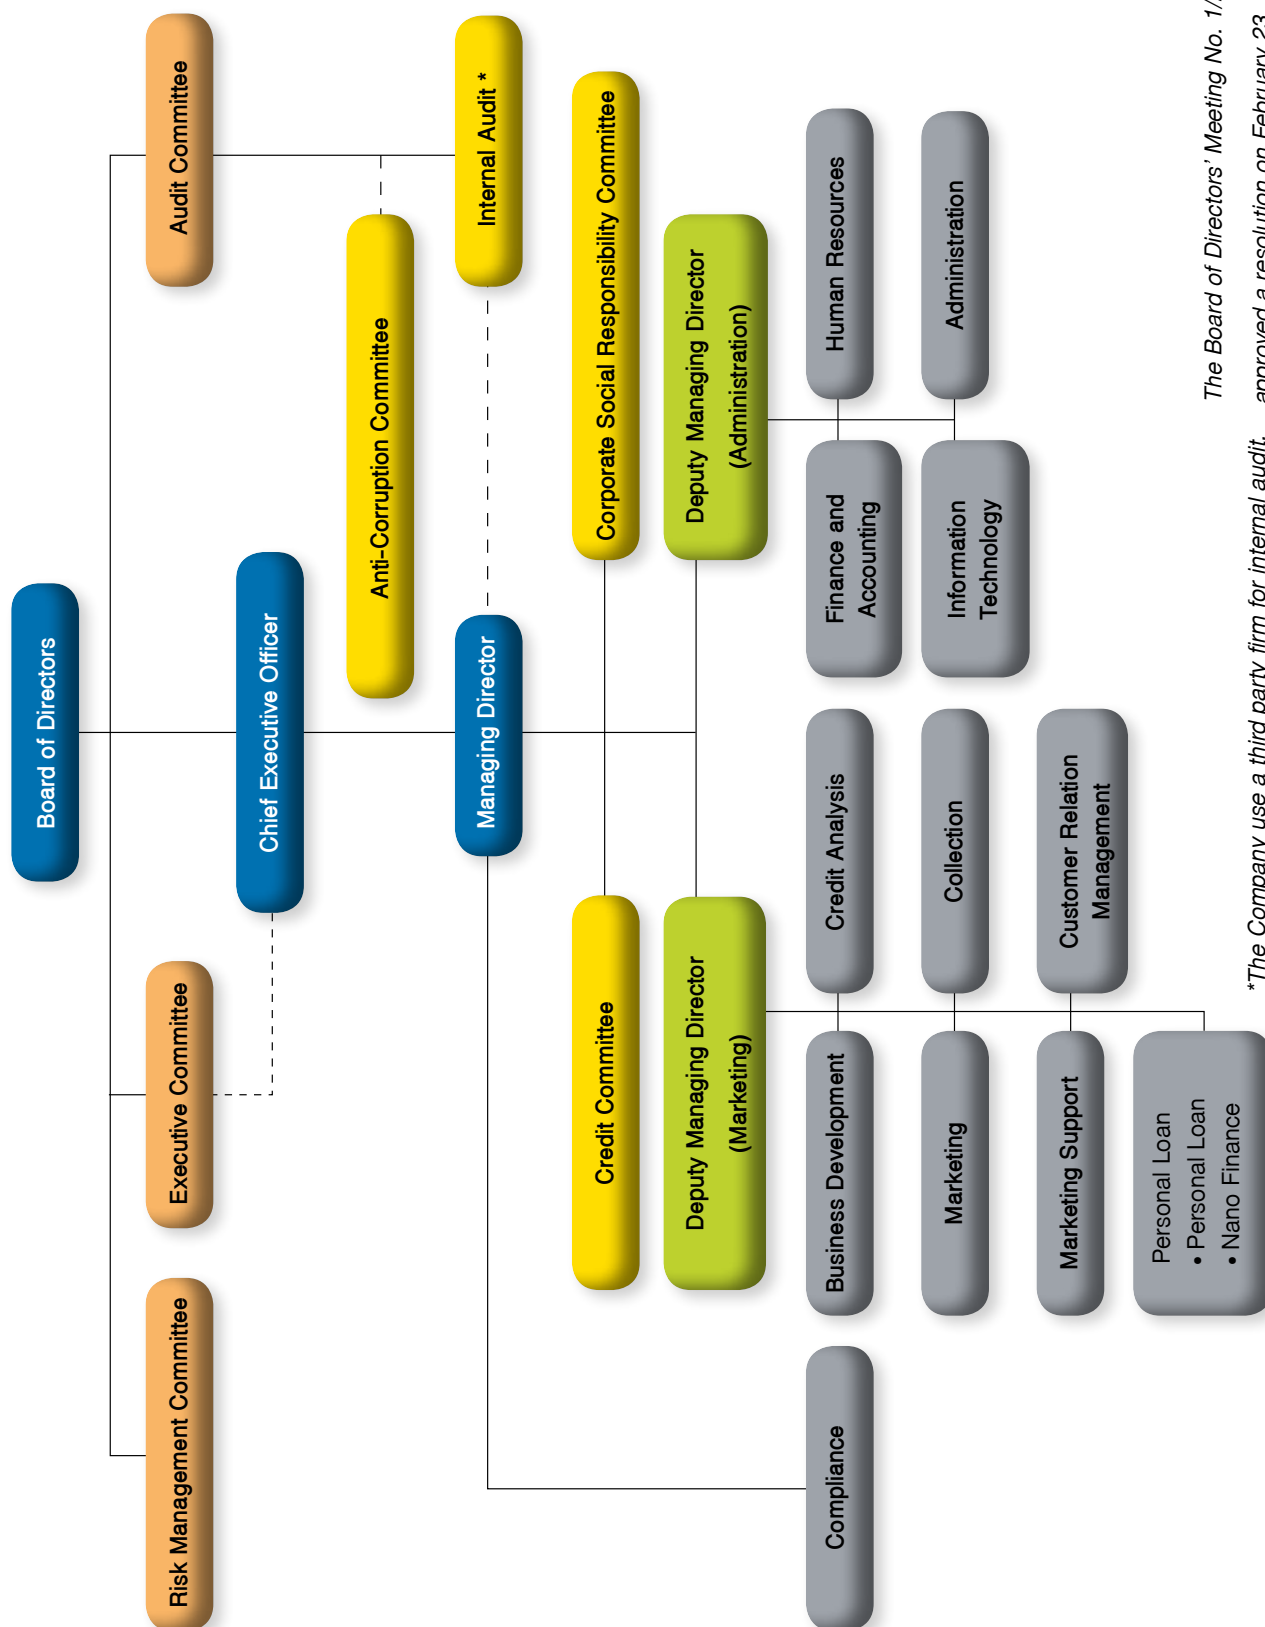 Board of Directors
Risk Management Committee
Executive Committee
Audit Committee
Chief Executive Officer
Anti-Corruption Committee
Managing Director
Internal Audit *
Credit Committee
Corporate Social Responsibility Committee
Deputy Managing Director
(Marketing)
Deputy Managing Director
(Administration)
Compliance
Business Development
Credit Analysis
Finance and
Accounting
Human Resources
Marketing
Collection
Information
Technology
Administration
Marketing Support
Customer Relation
Management
Personal Loan
• Personal Loan
• Nano Finance
The Board of Directors' Meeting No. 1/
*The Company use a third party firm for internal audit.
approved a resolution on February 23